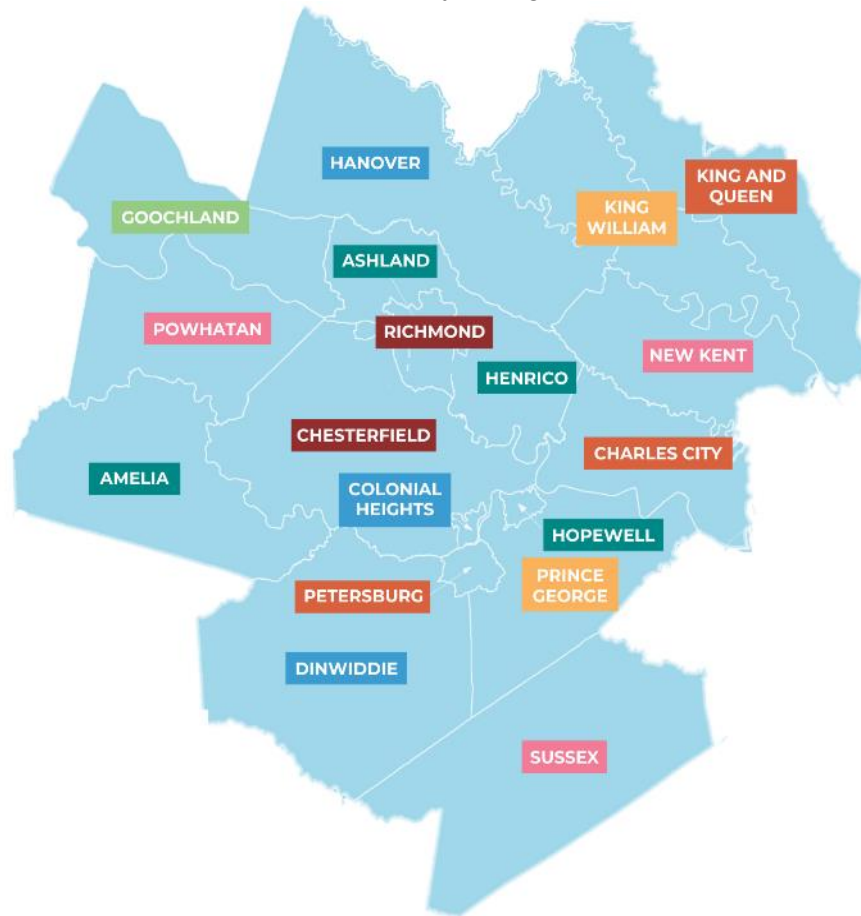 HANOVER
KING AND
QUEEN
KING
WILLIAM
GOOCHLAND
ASHLAND
POWHATAN
RICHMOND
NEW KENT
HENRICO
CHESTERFIELD
CHARLES CITY
AMELIA
COLONIAL
HEIGHTS
HOPEWELL
PRINCE
GEORGE
PETERSBURG
DINWIDDIE
SUSSEX